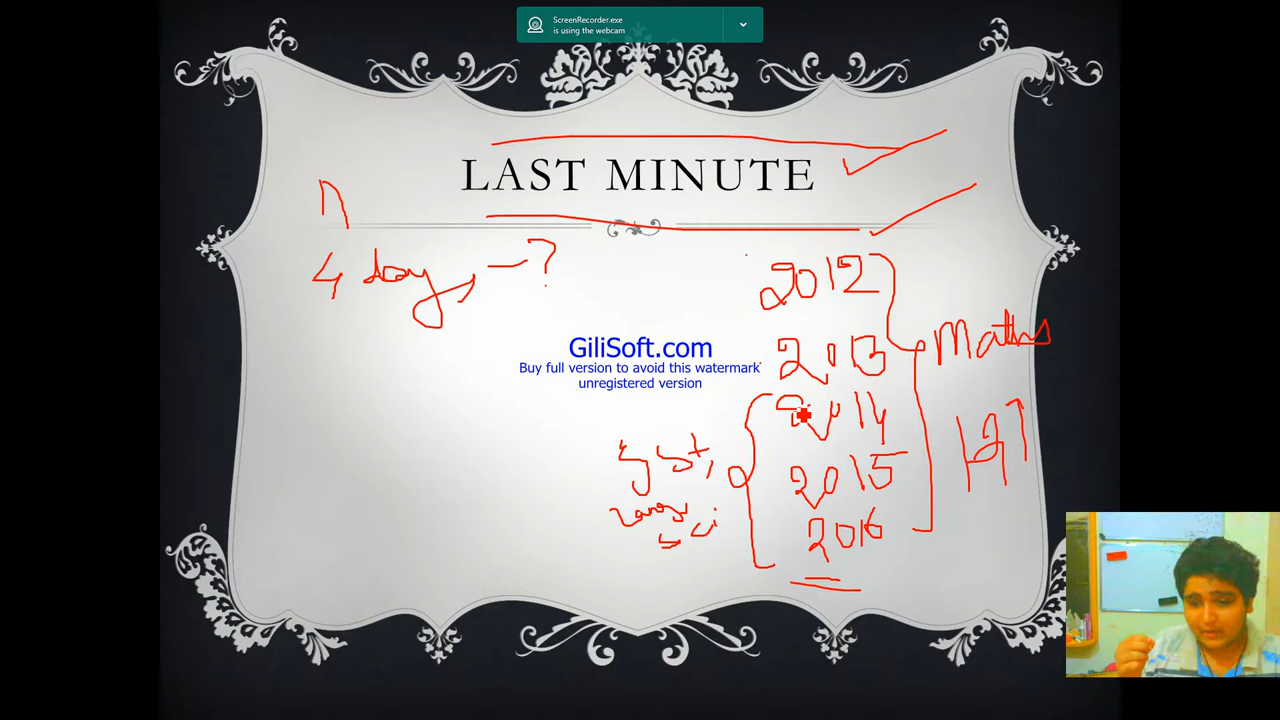 ScreenRecorder.exe
is using the webcam
LAST MINUTE
4 days - ?
2012
2013
Maths
GiliSoft.com
Buy full version to avoid this watermark
unregistered version
2014
2015
2016